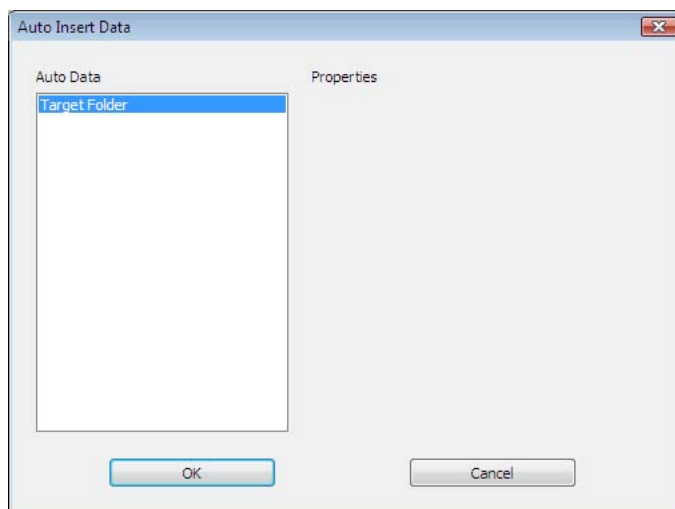 Auto Insert Data
Auto Data
Properties
Target Folder
OK
Cancel